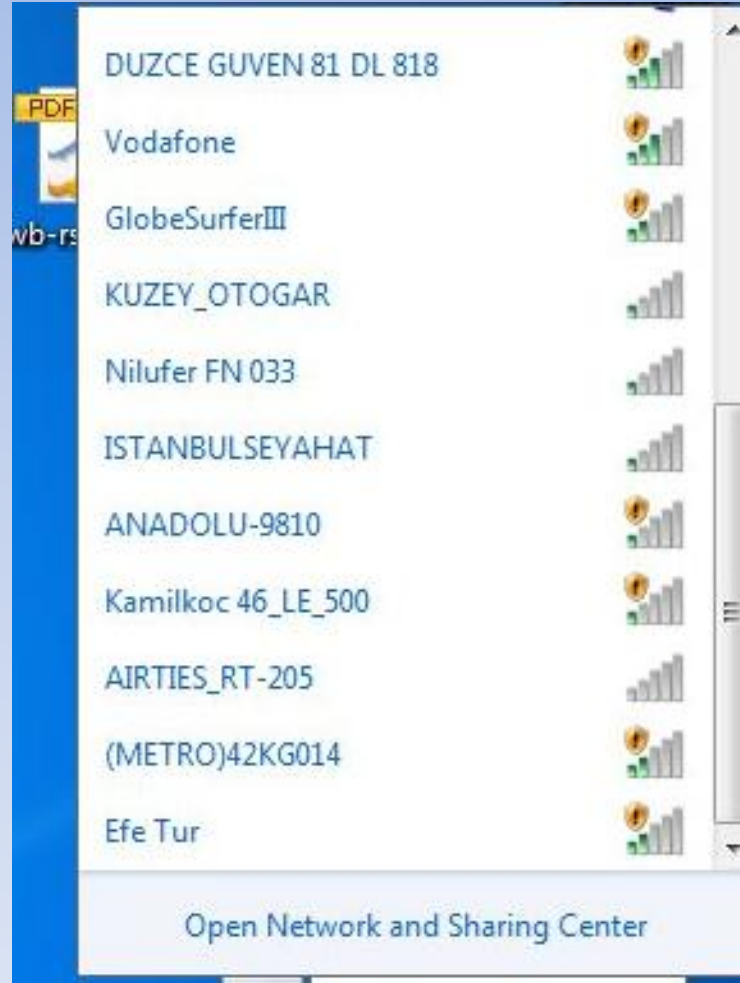 DUZCE GUVEN 81 DL 818
PDF
Vodafone
GlobeSurferIII
wb-rs
KUZEY_OTOGAR
Nilufer FN 033
ISTANBULSEYAHAT
ANADOLU-9810
Kamilkoc 46_LE_500
AIRTIES_RT-205
(METRO)42KG014
Efe Tur
Open Network and Sharing Center